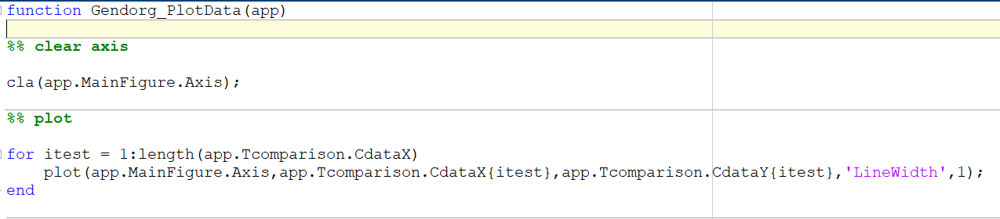 function Gendorg_PlotData(app)
%% clear axis
cla(app.MainFigure.Axis);
%% plot
for itest = 1:length(app.Tcomparison.CdataX)
    plot(app.MainFigure.Axis,app.Tcomparison.CdataX{itest},app.Tcomparison.CdataY{itest},'LineWidth',1);
end